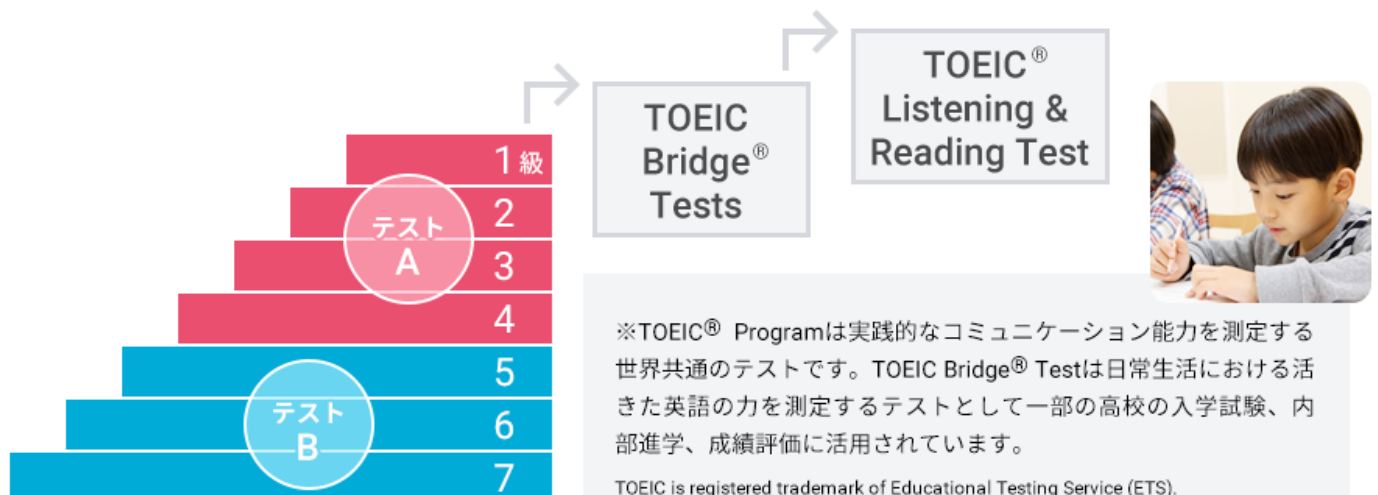 TOEIC®
Listening &
Reading Test
TOEIC
Bridge®
Tests
1級
2
3
4
テスト
A
5
6
7
テスト
B
※TOEIC® Programは実践的なコミュニケーション能力を測定する
世界共通のテストです。TOEIC Bridge® Testは日常生活における活
きた英語の力を測定するテストとして一部の高校の入学試験、内
部進学、成績評価に活用されています。
TOEIC is registered trademark of Educational Testing Service (ETS).